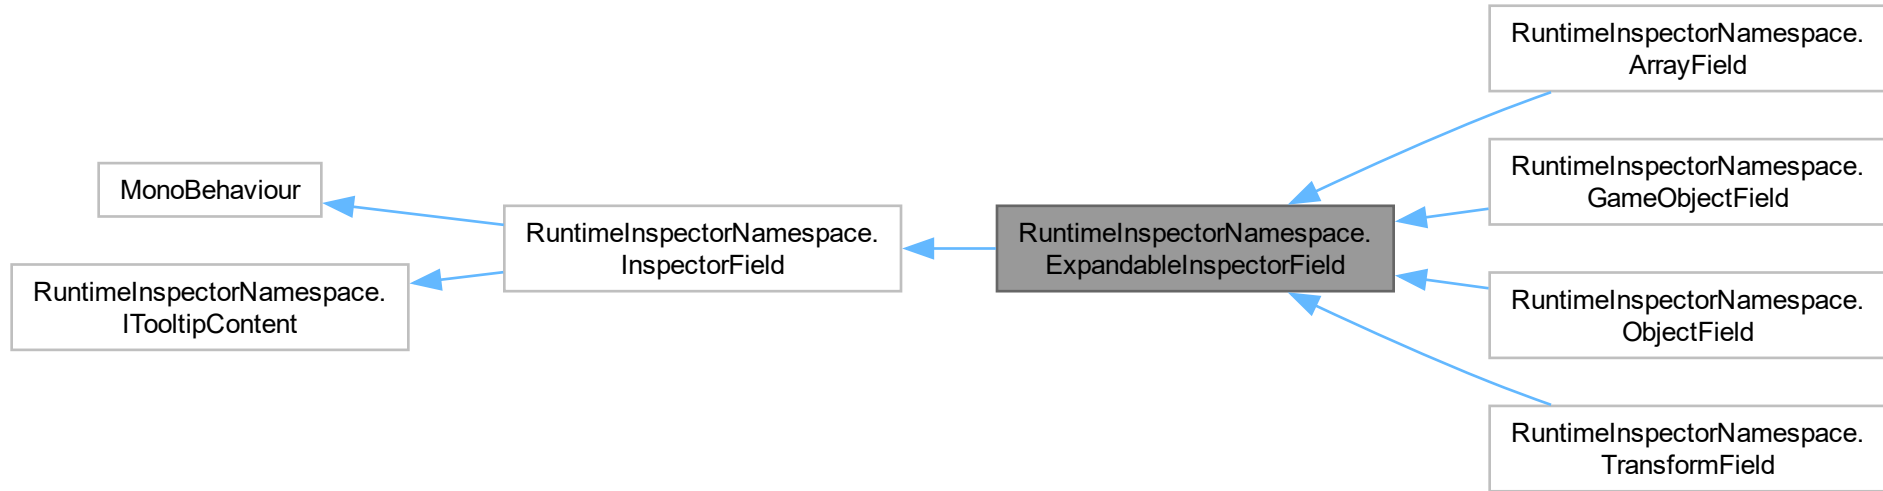 MonoBehaviour
RuntimeInspectorNamespace.
ITooltipContent
RuntimeInspectorNamespace.
InspectorField
RuntimeInspectorNamespace.
ExpandableInspectorField
RuntimeInspectorNamespace.
ArrayField
RuntimeInspectorNamespace.
GameObjectField
RuntimeInspectorNamespace.
ObjectField
RuntimeInspectorNamespace.
TransformField